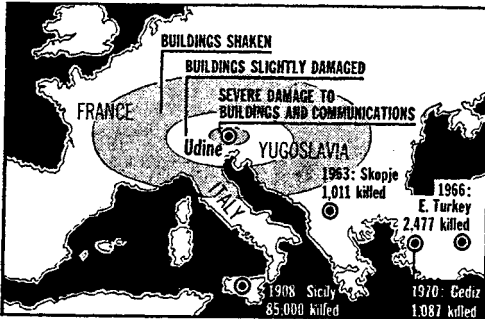 BUILDINGS SHAKEN
BUILDINGS SLIGHTLY DAMAGED
SEVERE DAMAGE TO
BUILDINGS AND COMMUNICATIONS
FRANCE
Udine
YUGOSLAVIA
ITALY
1963: Skopje
1,011 killed
1966:
E. Turkey
2,477 killed
1908 Sicily
85,000 killed
1970: Gediz
1,087 killed